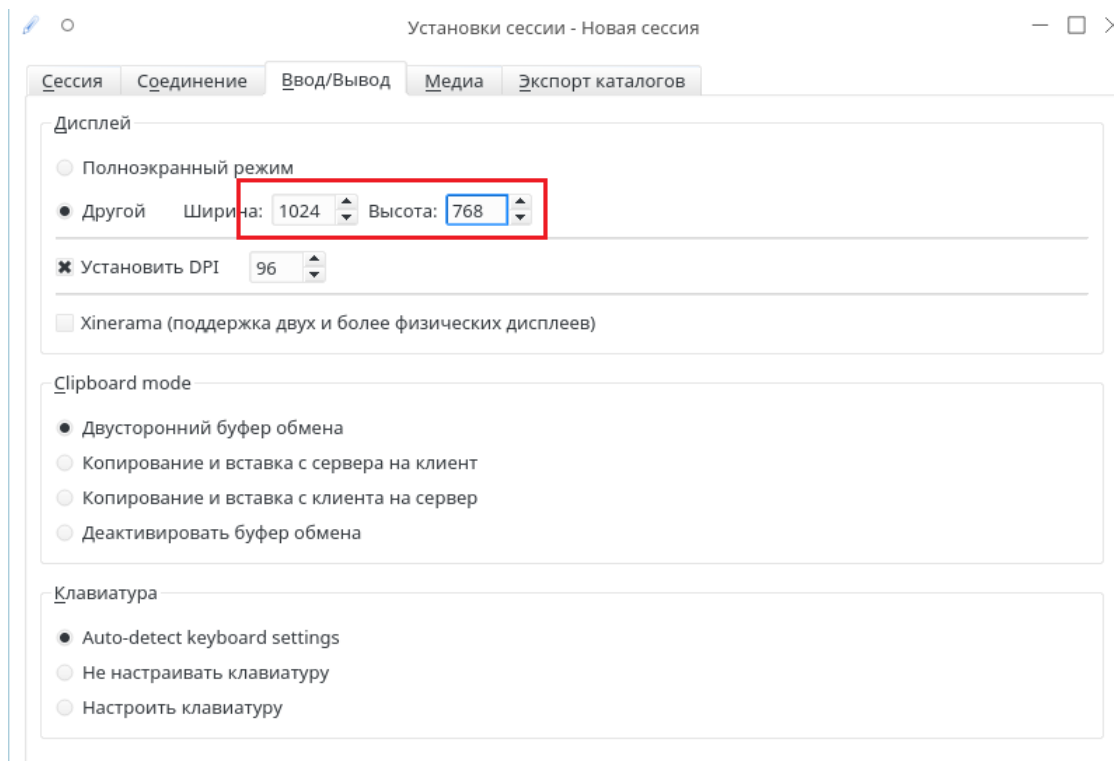 Установки сессии - Новая сессия
Сессия Соединение Ввод/Вывод Медиа Экспорт каталогов
Дисплей
Полноэкранный режим
Другой Ширина: 1024 Высота: 768
Установить DPI 96
Xinerama (поддержка двух и более физических дисплеев)
Clipboard mode
Двусторонний буфер обмена
Копирование и вставка с сервера на клиент
Копирование и вставка с клиента на сервер
Деактивировать буфер обмена
Клавиатура
Auto-detect keyboard settings
Не настраивать клавиатуру
Настроить клавиатуру